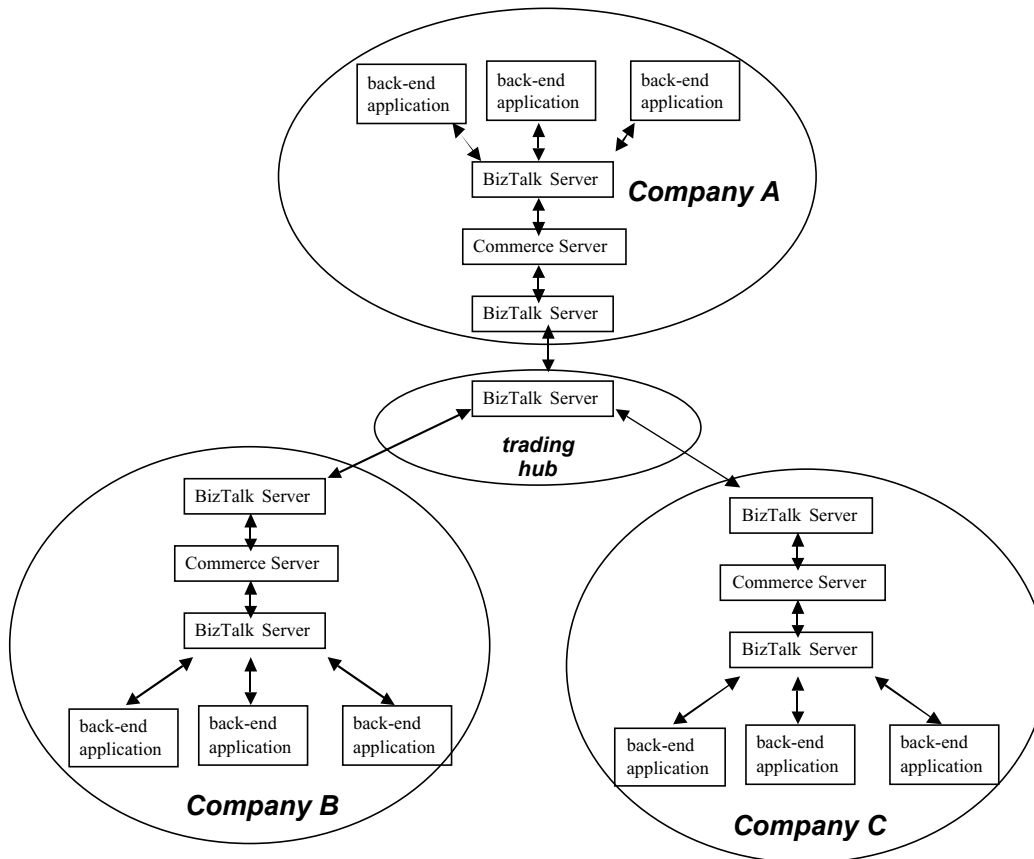 back-end
application
back-end
application
back-end
application
BizTalk Server
Company A
Commerce Server
BizTalk Server
BizTalk Server
trading
hub
BizTalk Server
Commerce Server
BizTalk Server
back-end
application
back-end
application
back-end
application
Company B
BizTalk Server
Commerce Server
BizTalk Server
back-end
application
back-end
application
back-end
application
Company C